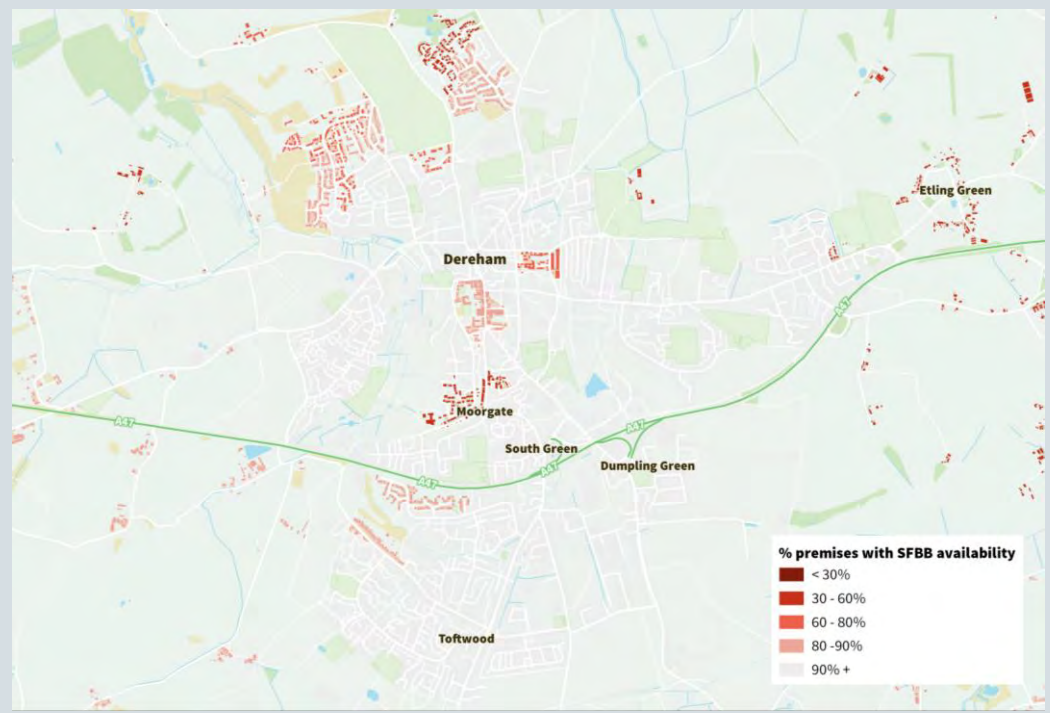 Etling Green
Dereham
A47
Moorgate
A47
A47
South Green
A47
Dumpling Green
A47
% premises with SFBB availability
< 30%
30 - 60%
60 - 80%
80 -90%
90% +
Toftwood